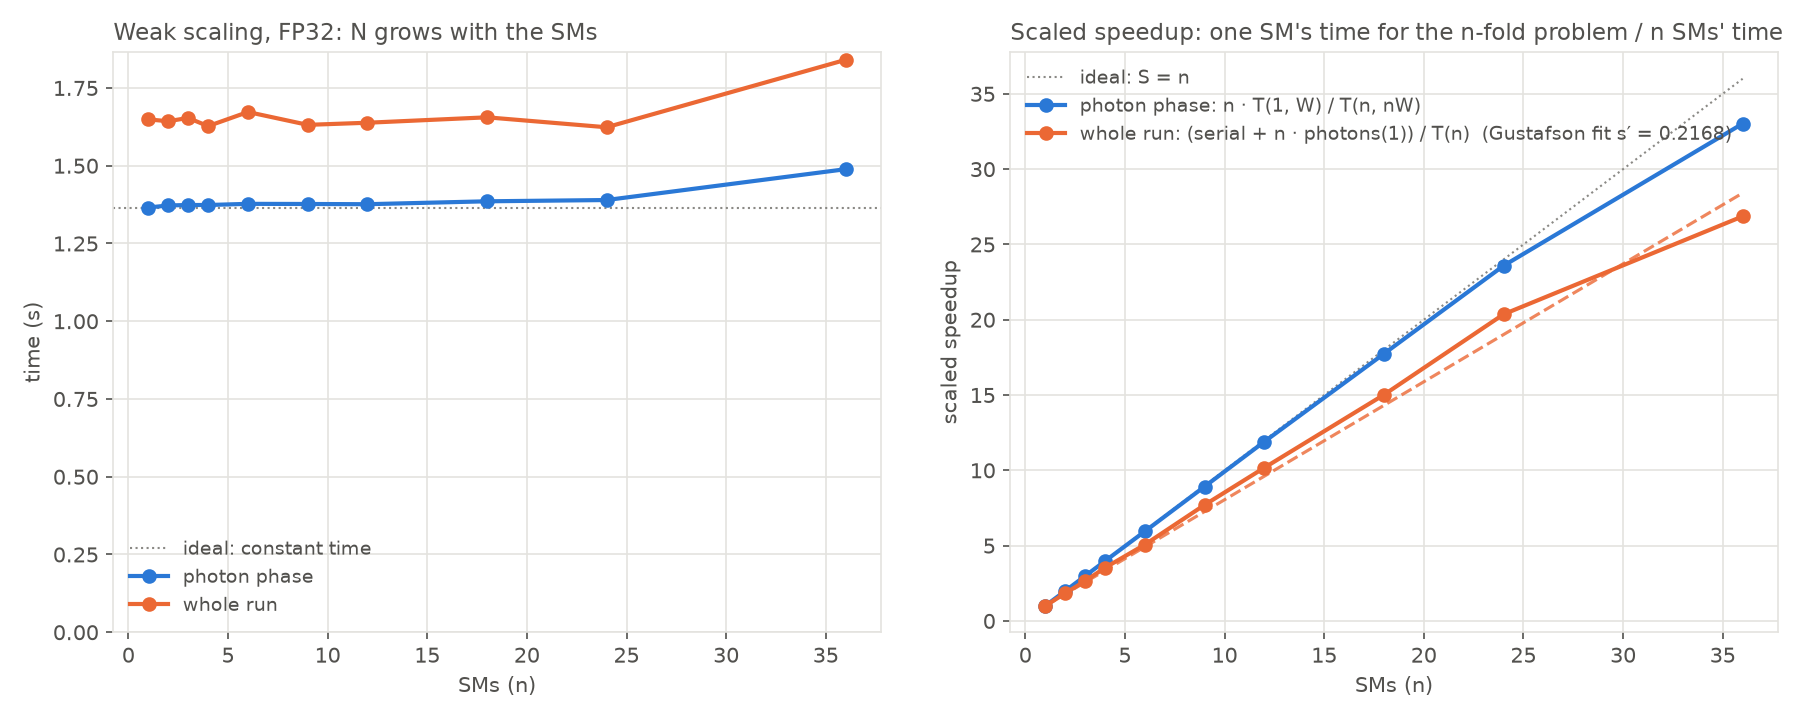 Weak scaling, FP32: N grows with the SMs
1.75
1.50
1.25
1.00
0.75
0.50
0.25
0.00
time (s)
ideal: constant time
photon phase
whole run
0 5 10 15 20 25 30 35
SMs (n)
Scaled speedup: one SM's time for the n-fold problem / n SMs' time
35
30
25
20
15
10
5
0
scaled speedup
ideal: S = n
photon phase: n · T(1, W) / T(n, nW)
whole run: (serial + n · photons(1)) / T(n)  (Gustafson fit s′ = 0.2168)
0 5 10 15 20 25 30 35
SMs (n)